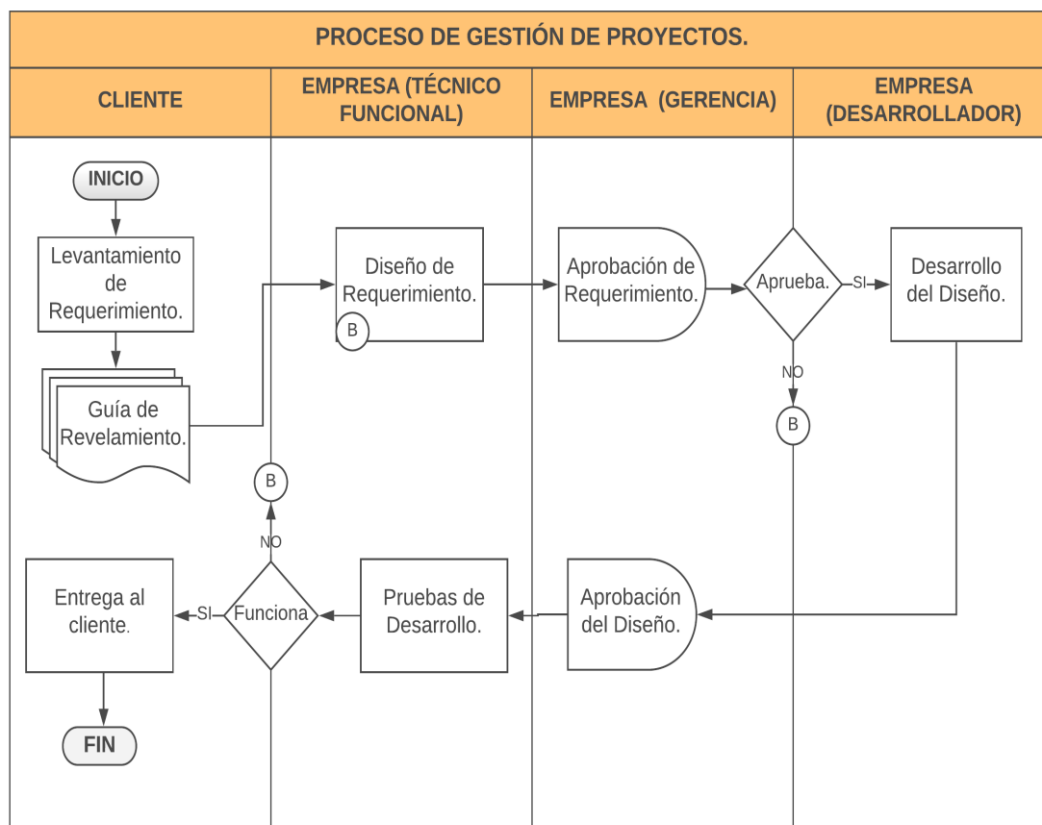 PROCESO DE GESTIÓN DE PROYECTOS.
CLIENTE
EMPRESA (TÉCNICO
FUNCIONAL)
EMPRESA (GERENCIA)
EMPRESA
(DESARROLLADOR)
INICIO
Levantamiento
de
Requerimiento.
Guía de
Revelamiento.
Diseño de
Requerimiento.
B
Aprobación de
Requerimiento.
Aprueba.
SI
Desarrollo
del Diseño.
NO
B
B
NO
Entrega al
cliente.
SI
Funciona
Pruebas de
Desarrollo.
Aprobación
del Diseño.
FIN